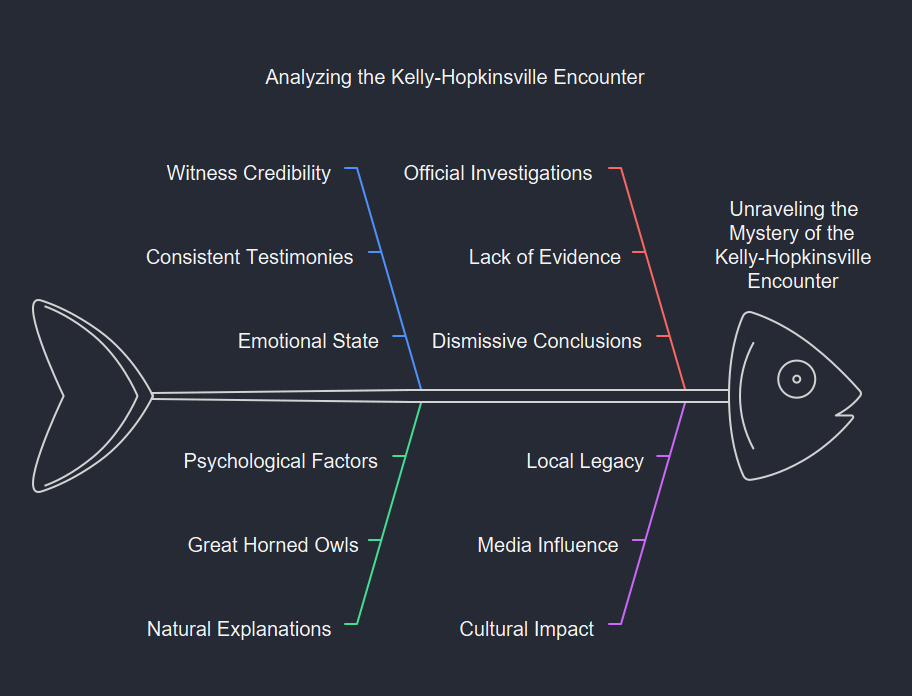 Analyzing the Kelly-Hopkinsville Encounter
Witness Credibility
Consistent Testimonies
Emotional State
Official Investigations
Lack of Evidence
Dismissive Conclusions
Unraveling the
Mystery of the
Kelly-Hopkinsville
Encounter
Psychological Factors
Great Horned Owls
Natural Explanations
Local Legacy
Media Influence
Cultural Impact